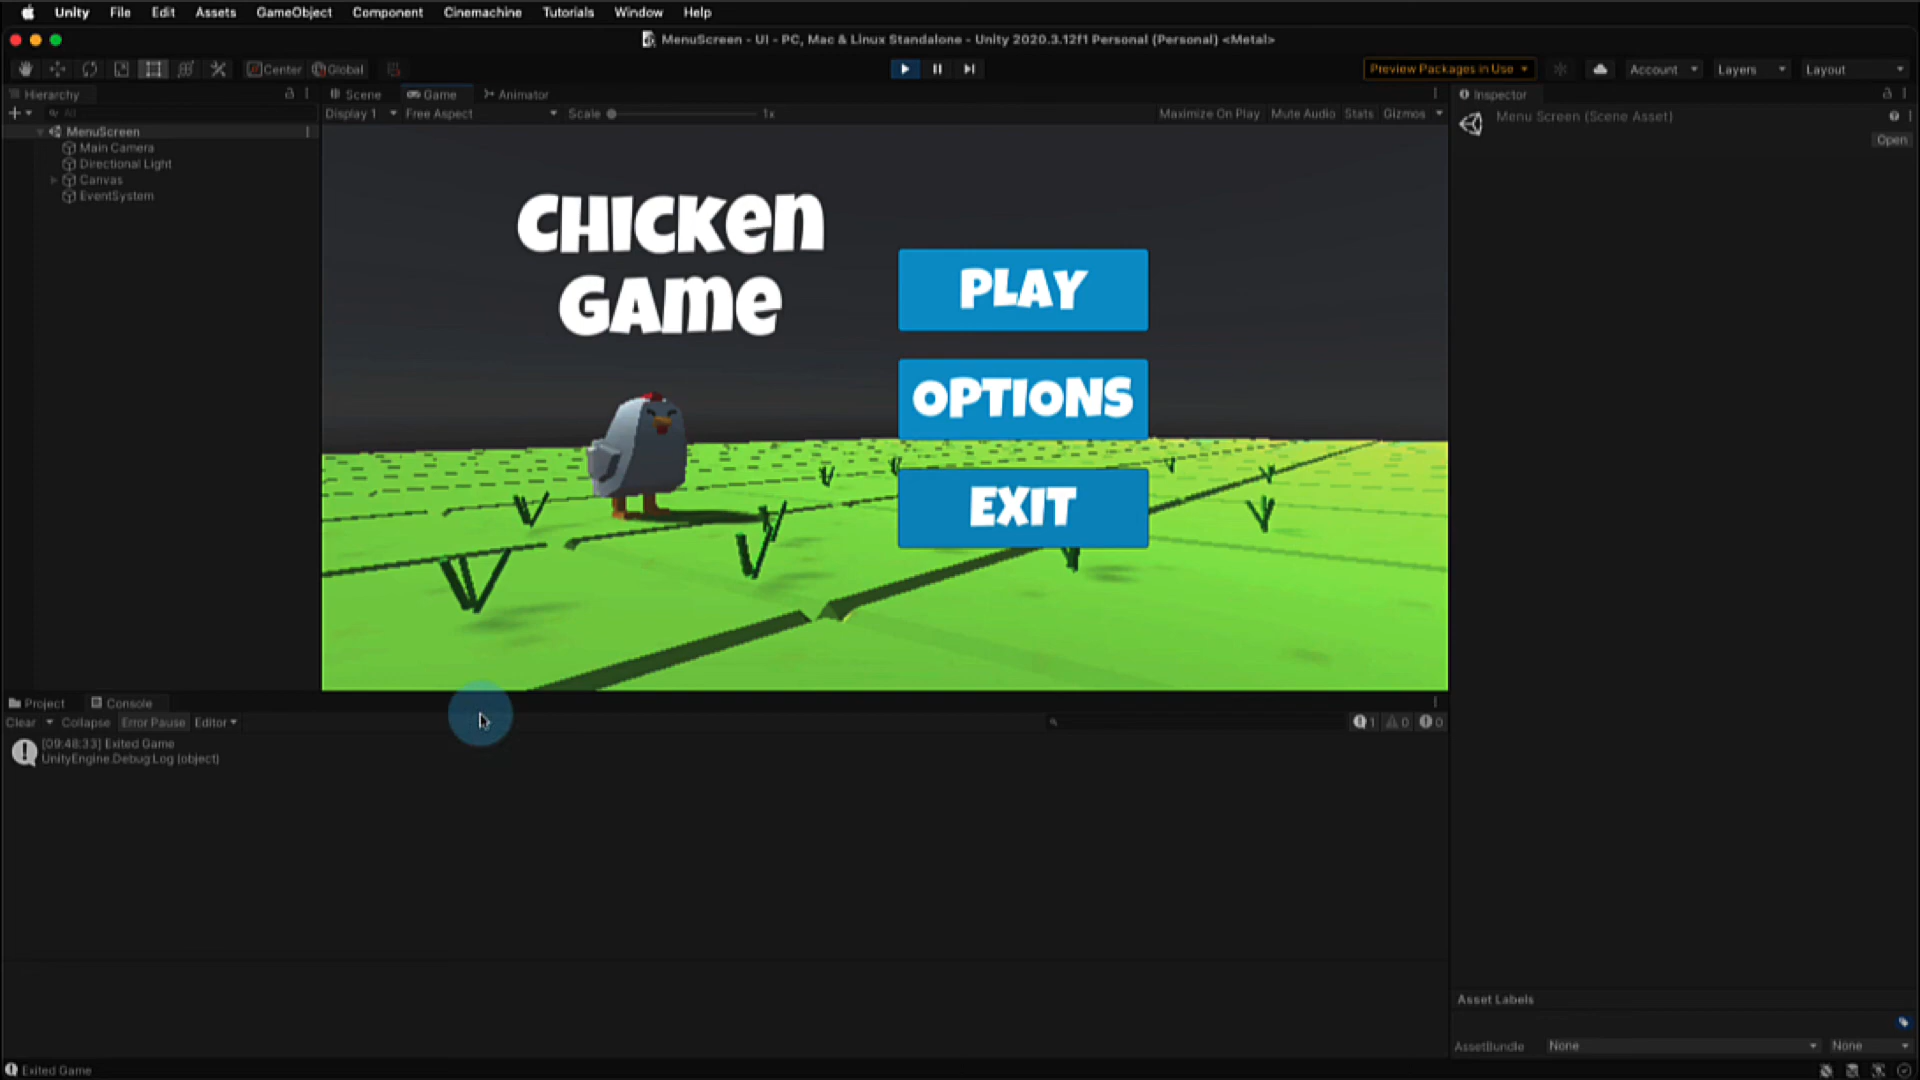 Unity File Edit Assets GameObject Component Cinemachine Tutorials Window Help
MenuScreen - UI - PC, Mac & Linux Standalone - Unity 2020.3.12f1 Personal (Personal) <Metal>
Center Global Preview Packages in Use Account Layers Layout
Hierarchy Scene Game Animator Inspector
All Display 1 Free Aspect Scale 1x Maximize On Play Mute Audio Stats Gizmos Menu Screen (Scene Asset)
Open
MenuScreen
Main Camera
Directional Light
Canvas
EventSystem
CHICKEN
GAME
PLAY
OPTIONS
EXIT
Project Console
Clear Collapse Error Pause Editor 1 0 0
[09:48:33] Exited Game
UnityEngine.Debug:Log (object)
Asset Labels
AssetBundle None None
Exited Game